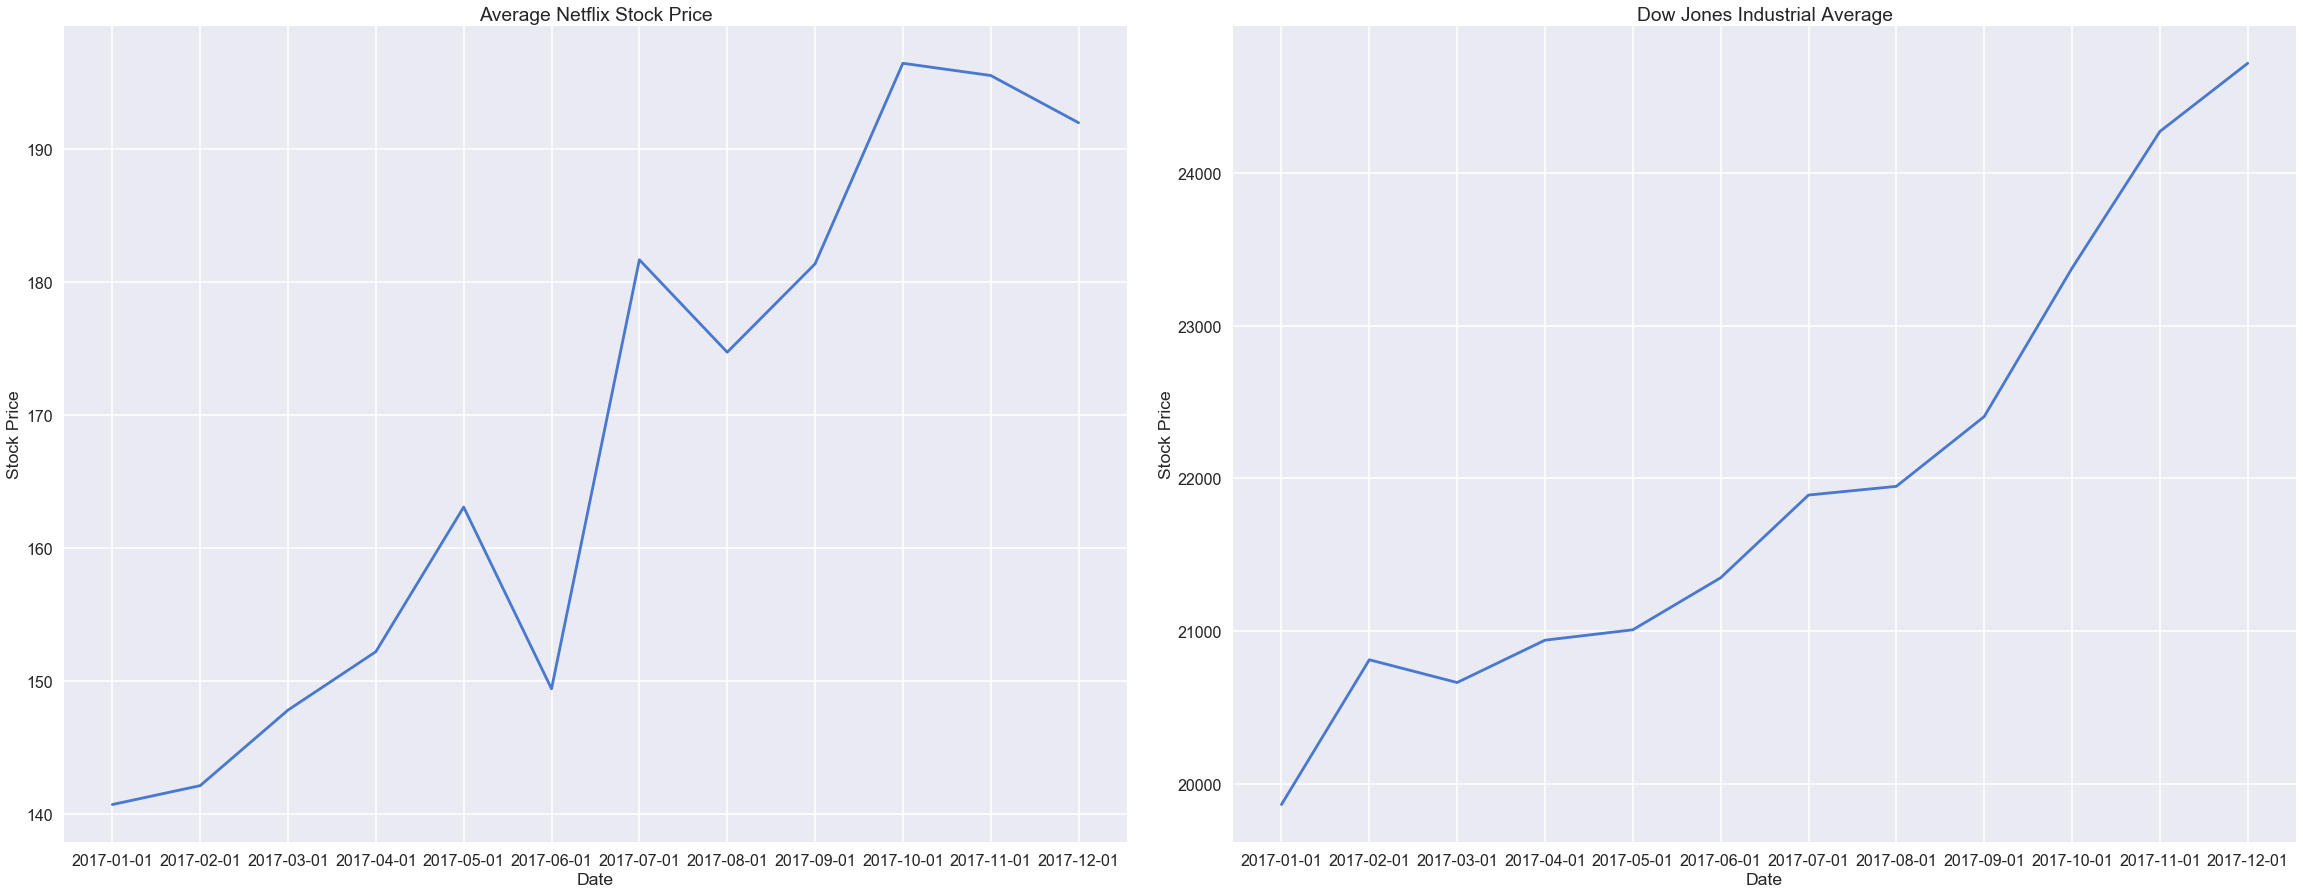 Average Netflix Stock Price
Stock Price
190
180
170
160
150
140
2017-01-01 2017-02-01 2017-03-01 2017-04-01 2017-05-01 2017-06-01 2017-07-01 2017-08-01 2017-09-01 2017-10-01 2017-11-01 2017-12-01
Date
Dow Jones Industrial Average
Stock Price
24000
23000
22000
21000
20000
2017-01-01 2017-02-01 2017-03-01 2017-04-01 2017-05-01 2017-06-01 2017-07-01 2017-08-01 2017-09-01 2017-10-01 2017-11-01 2017-12-01
Date